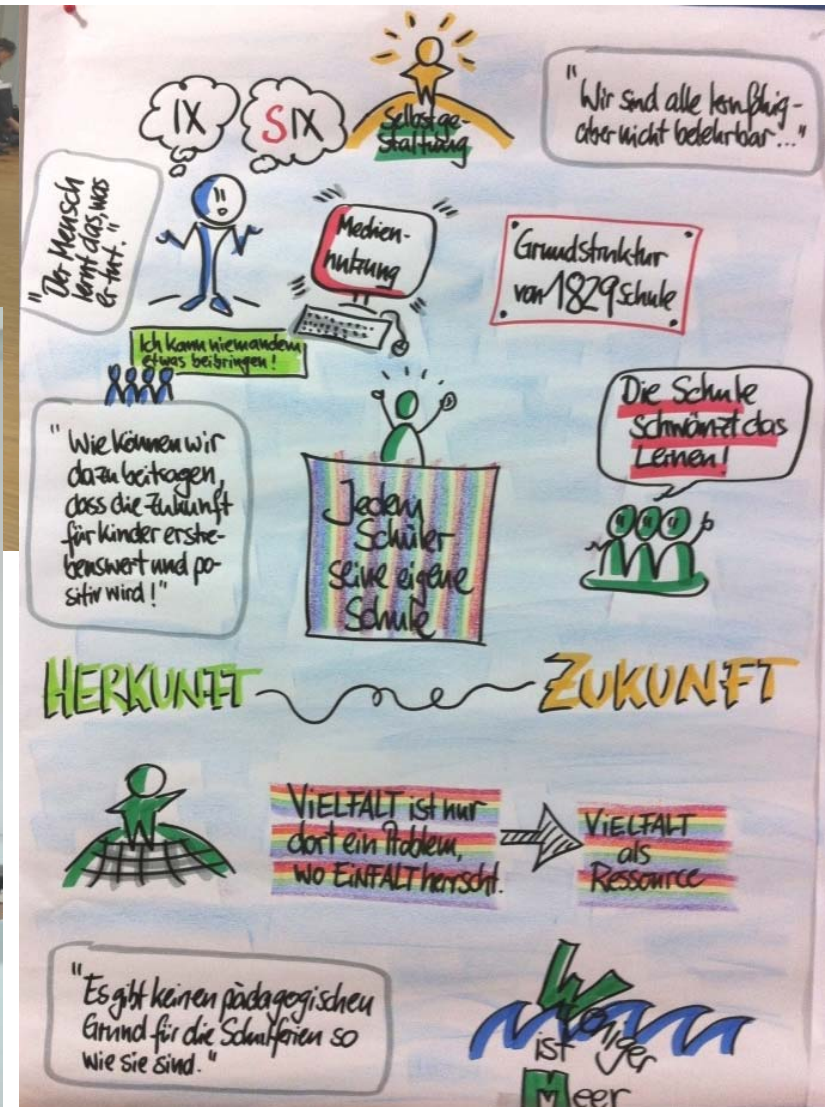 IX
SIX
Selbstge-
staltung
"Wir sind alle lernfähig -
aber nicht belehrbar..."
"Der Mensch
lernt das, was
er tut."
Medien-
nutzung
Grundstruktur
von 1829 Schule
Ich kann niemandem
etwas beibringen!
"Wie können wir
dazu beitragen,
dass die Zukunft
für Kinder erstre-
benswert und po-
sitiv wird!"
Jedem
Schüler
seine eigene
Schule
Die Schule
schwänzt das
Lernen!
HERKUNFT
ZUKUNFT
VIELFALT ist nur
dort ein Problem,
wo EINFALT herrscht.
VIELFALT
als
Ressource
"Es gibt keinen pädagogischen
Grund für die Schulferien so
wie sie sind."
Weniger
ist
Meer